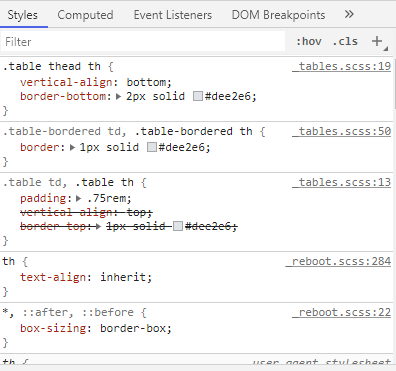 Styles Computed Event Listeners DOM Breakpoints »
Filter :hov .cls +
.table thead th { _tables.scss:19
vertical-align: bottom;
border-bottom: 2px solid #dee2e6;
}
.table-bordered td, .table-bordered th { _tables.scss:50
border: 1px solid #dee2e6;
}
.table td, .table th { _tables.scss:13
padding: .75rem;
vertical-align: top;
border-top: 1px solid #dee2e6;
}
th { _reboot.scss:284
text-align: inherit;
}
*, ::after, ::before { _reboot.scss:22
box-sizing: border-box;
}
th { user agent stylesheet